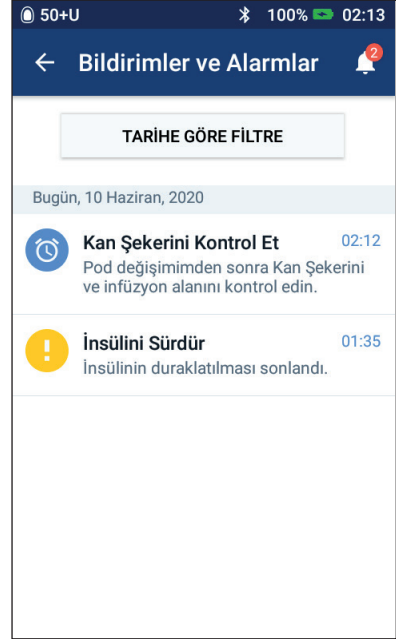 50+U 100% 02:13
Bildirimler ve Alarmlar 2
TARİHE GÖRE FİLTRE
Bugün, 10 Haziran, 2020
Kan Şekerini Kontrol Et 02:12
Pod değişimimden sonra Kan Şekerini
ve infüzyon alanını kontrol edin.
İnsülini Sürdür 01:35
İnsülinin duraklatılması sonlandı.